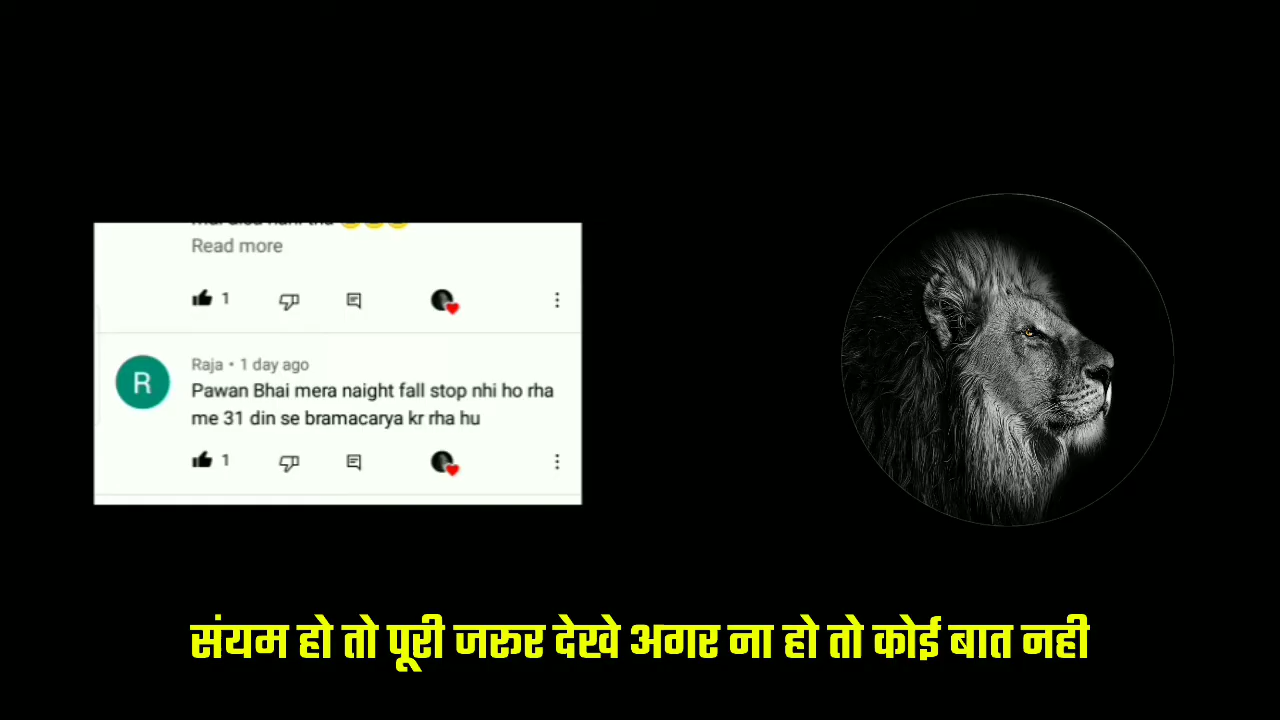 Read more
1
Raja • 1 day ago
R
Pawan Bhai mera naight fall stop nhi ho rha
me 31 din se bramacarya kr rha hu
1
संयम हो तो पूरी जरूर देखे अगर ना हो तो कोई बात नही